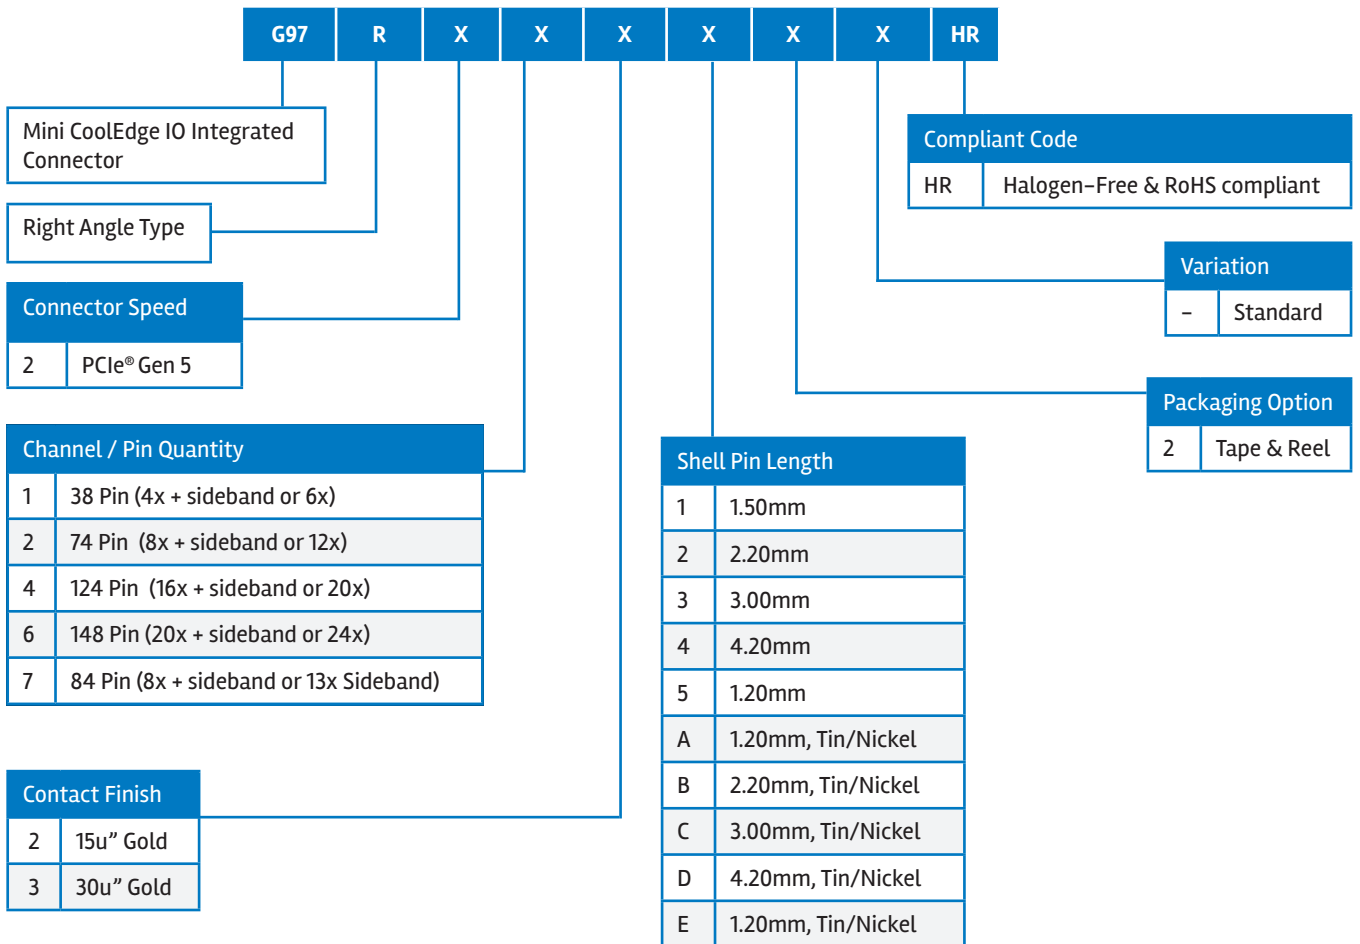 G97 R X X X X X X HR
Mini CoolEdge IO Integrated
Connector
Right Angle Type
Connector Speed
2 PCIe® Gen 5
Channel / Pin Quantity
1 38 Pin (4x + sideband or 6x)
2 74 Pin (8x + sideband or 12x)
4 124 Pin (16x + sideband or 20x)
6 148 Pin (20x + sideband or 24x)
7 84 Pin (8x + sideband or 13x Sideband)
Contact Finish
2 15u” Gold
3 30u” Gold
Shell Pin Length
1 1.50mm
2 2.20mm
3 3.00mm
4 4.20mm
5 1.20mm
A 1.20mm, Tin/Nickel
B 2.20mm, Tin/Nickel
C 3.00mm, Tin/Nickel
D 4.20mm, Tin/Nickel
E 1.20mm, Tin/Nickel
Compliant Code
HR Halogen-Free & RoHS compliant
Variation
- Standard
Packaging Option
2 Tape & Reel